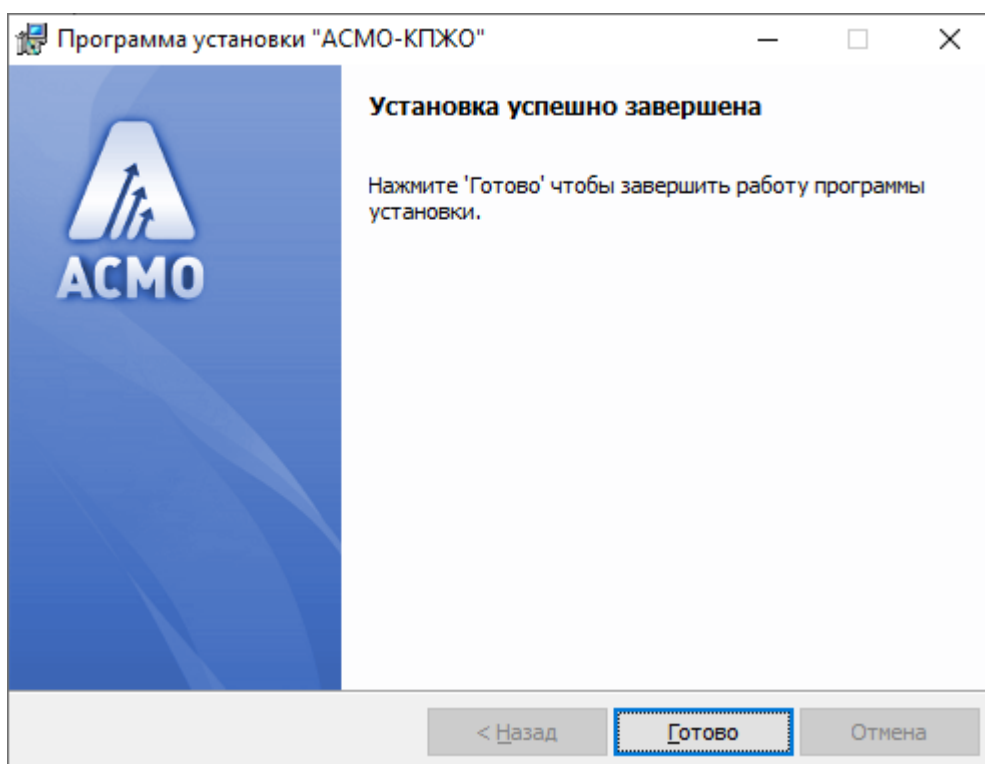 Программа установки "АСМО-КПЖО"
АСМО
Установка успешно завершена
Нажмите 'Готово' чтобы завершить работу программы
установки.
< Назад
Готово
Отмена